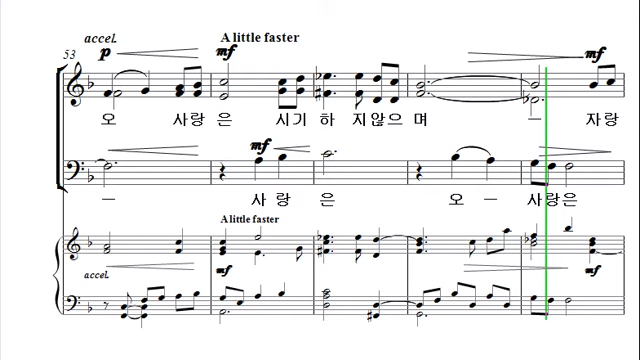 accel.
A little faster
53
p
mf
mf
오 사랑은 시기하지않으며 — 자랑
mf
— 사랑은 오 — 사랑은
A little faster
accel.
mf
mf